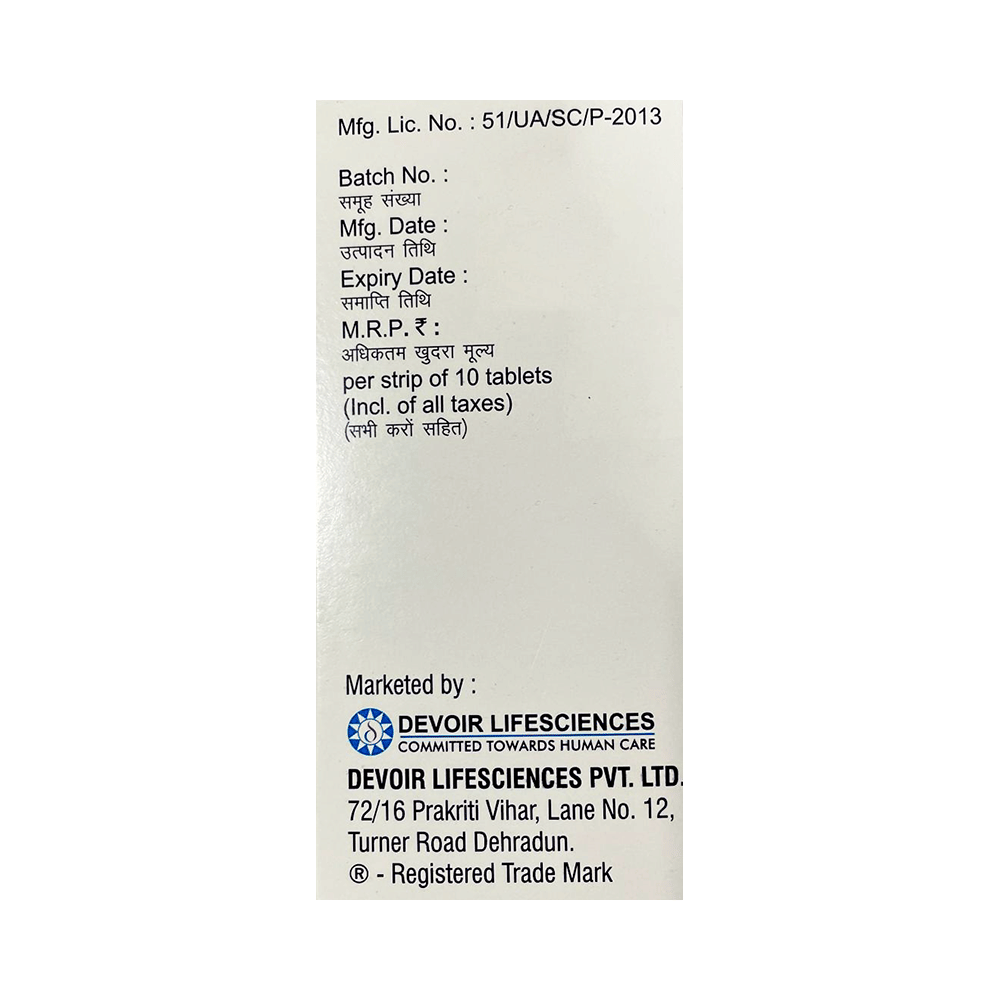 Mfg. Lic. No. : 51/UA/SC/P-2013
Batch No. :
समूह संख्या
Mfg. Date :
उत्पादन तिथि
Expiry Date :
समाप्ति तिथि
M.R.P. ₹ :
अधिकतम खुदरा मूल्य
per strip of 10 tablets
(Incl. of all taxes)
(सभी करों सहित)
Marketed by :
DEVOIR LIFESCIENCES
COMMITTED TOWARDS HUMAN CARE
DEVOIR LIFESCIENCES PVT. LTD.
72/16 Prakriti Vihar, Lane No. 12,
Turner Road Dehradun.
® - Registered Trade Mark